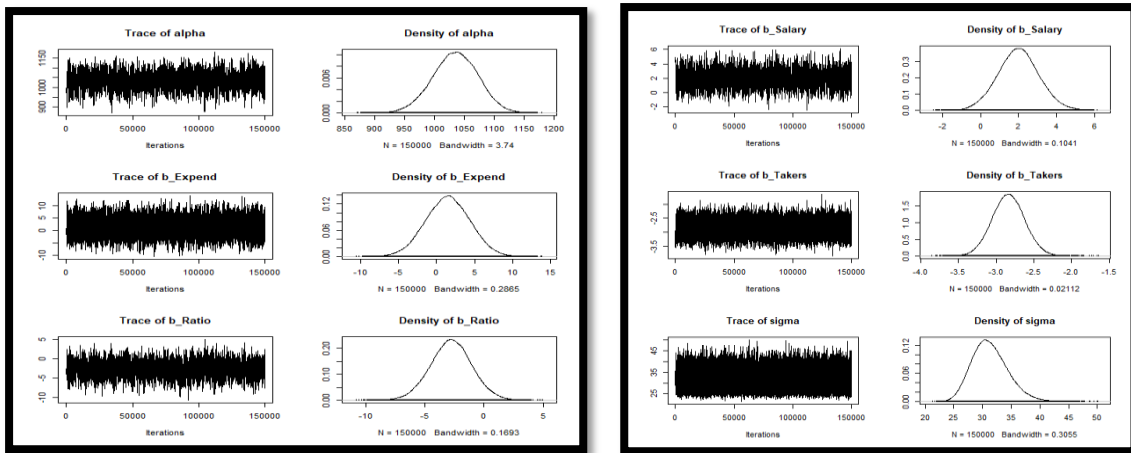 Trace of alpha
900 1000 1150
0 50000 100000 150000
Iterations
Density of alpha
0.000 0.006
850 900 950 1000 1050 1100 1150 1200
N = 150000 Bandwidth = 3.74
Trace of b_Expend
-10 0 5 10
0 50000 100000 150000
Iterations
Density of b_Expend
0.00 0.06 0.12
-10 -5 0 5 10 15
N = 150000 Bandwidth = 0.2865
Trace of b_Ratio
-10 -5 0 5
0 50000 100000 150000
Iterations
Density of b_Ratio
0.00 0.10 0.20
-10 -5 0 5
N = 150000 Bandwidth = 0.1693
Trace of b_Salary
-2 0 2 4 6
0 50000 100000 150000
Iterations
Density of b_Salary
0.0 0.1 0.2 0.3
-2 0 2 4 6
N = 150000 Bandwidth = 0.1041
Trace of b_Takers
-3.5 -2.5
0 50000 100000 150000
Iterations
Density of b_Takers
0.0 0.5 1.0 1.5
-4.0 -3.5 -3.0 -2.5 -2.0 -1.5
N = 150000 Bandwidth = 0.02112
Trace of sigma
25 35 45
0 50000 100000 150000
Iterations
Density of sigma
0.00 0.06 0.12
20 25 30 35 40 45 50
N = 150000 Bandwidth = 0.3055